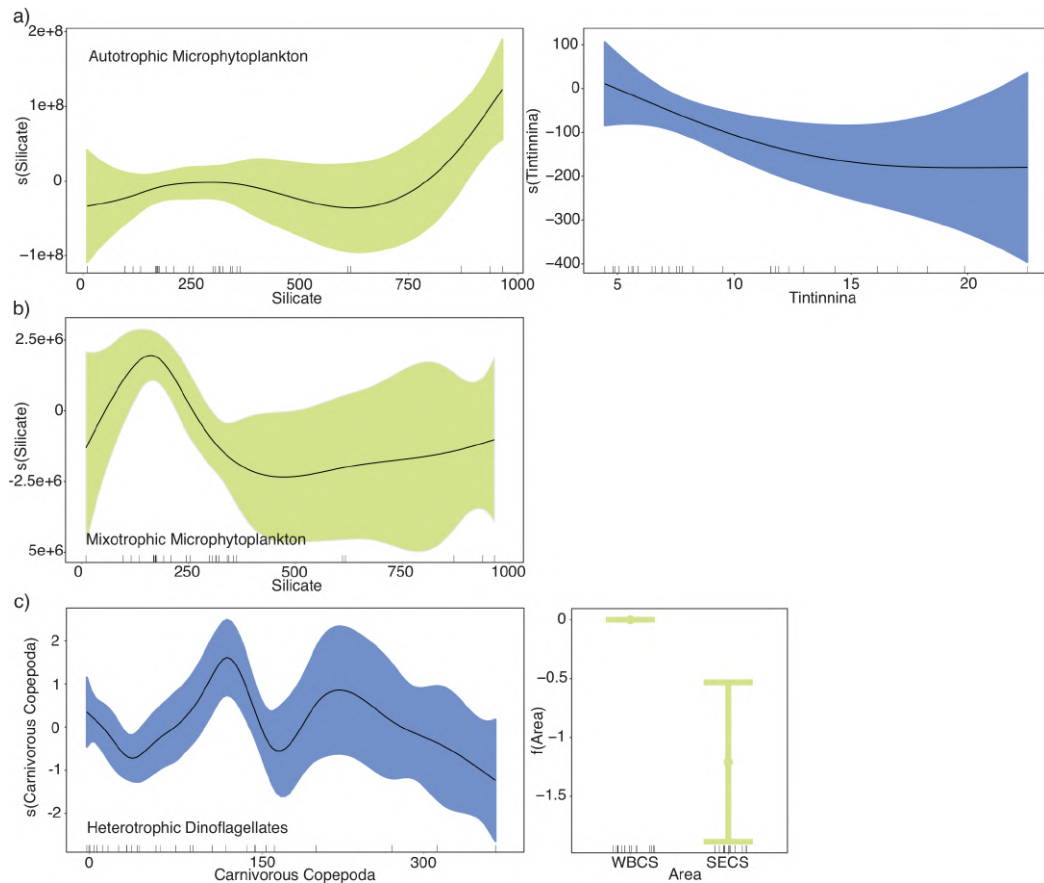 a)
s(Silicate)
2e+8
1e+8
0
−1e+8
Autotrophic Microphytoplankton
0 250 500 750 1000
Silicate
s(Tintinnina)
100
0
−100
−200
−300
−400
5 10 15 20
Tintinnina
b)
s(Silicate)
2.5e+6
0
-2.5e+6
5e+6
Mixotrophic Microphytoplankton
0 250 500 750 1000
Silicate
c)
s(Carnivorous Copepoda)
2
1
0
-1
-2
Heterotrophic Dinoflagellates
0 150 300
Carnivorous Copepoda
f(Area)
0
−0.5
−1
−1.5
WBCS SECS
Area